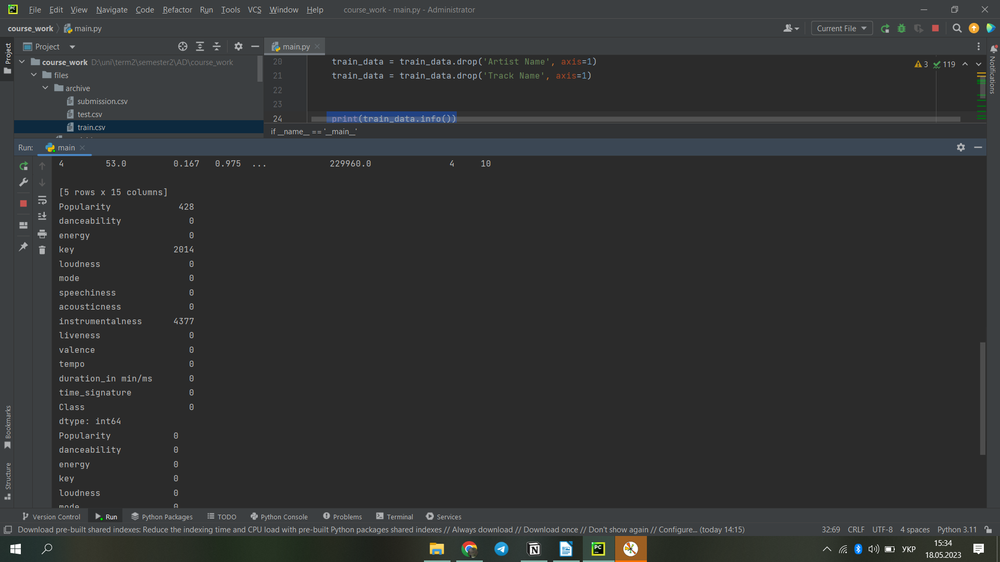 PC File Edit View Navigate Code Refactor Run Tools VCS Window Help course_work - main.py - Administrator
course_work main.py Current File
Project
Project main.py
Notifications
course_work D:\uni\term2\semester2\AD\course_work
files
archive
submission.csv
test.csv
train.csv
20 train_data = train_data.drop('Artist Name', axis=1)
21 train_data = train_data.drop('Track Name', axis=1)
22
23
24 print(train_data.info())
3 119
if __name__ == '__main__'
Run: main
4 53.0 0.167 0.975 ... 229960.0 4 10
[5 rows x 15 columns]
Popularity 428
danceability 0
energy 0
key 2014
loudness 0
mode 0
speechiness 0
acousticness 0
instrumentalness 4377
liveness 0
valence 0
tempo 0
duration_in min/ms 0
time_signature 0
Class 0
dtype: int64
Popularity 0
danceability 0
energy 0
key 0
loudness 0
mode 0
Bookmarks
Structure
Version Control Run Python Packages TODO Python Console Problems Terminal Services
Download pre-built shared indexes: Reduce the indexing time and CPU load with pre-built Python packages shared indexes // Always download // Download once // Don't show again // Configure... (today 14:15) 32:69 CRLF UTF-8 4 spaces Python 3.11
PC УКР 15:34
18.05.2023